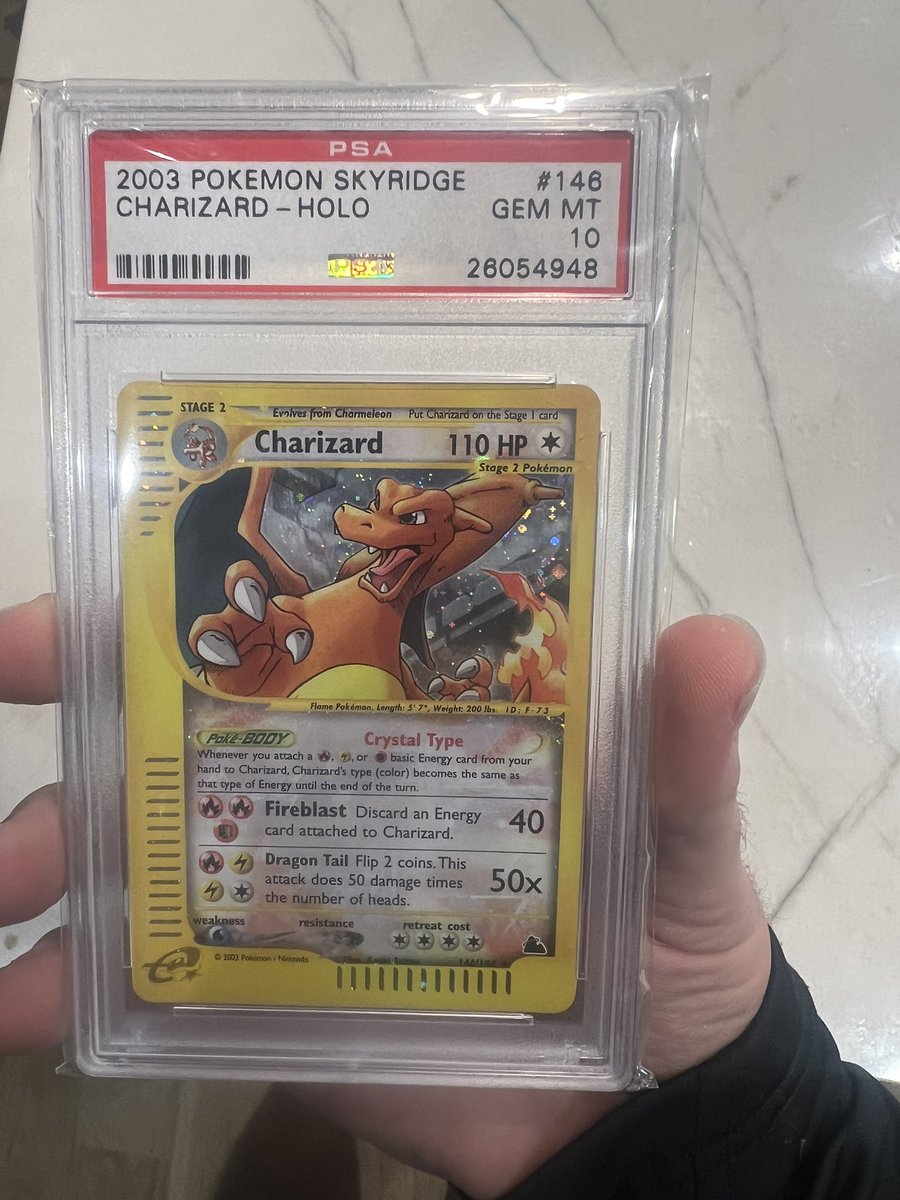 PSA
2003 POKEMON SKYRIDGE #146
CHARIZARD - HOLO GEM MT
10
26054948
STAGE 2 Evolves from Charmeleon Put Charizard on the Stage 1 card
Charizard 110 HP
Stage 2 Pokémon
Flame Pokémon. Length: 5' 7", Weight: 200 lbs. ID: F-73
Poké-BODY Crystal Type
Whenever you attach a , , or basic Energy card from your
hand to Charizard, Charizard's type (color) becomes the same as
that type of Energy until the end of the turn.
Fireblast Discard an Energy
card attached to Charizard. 40
Dragon Tail Flip 2 coins. This
attack does 50 damage times
the number of heads. 50x
weakness resistance retreat cost
e
© 2003 Pokémon / Nintendo